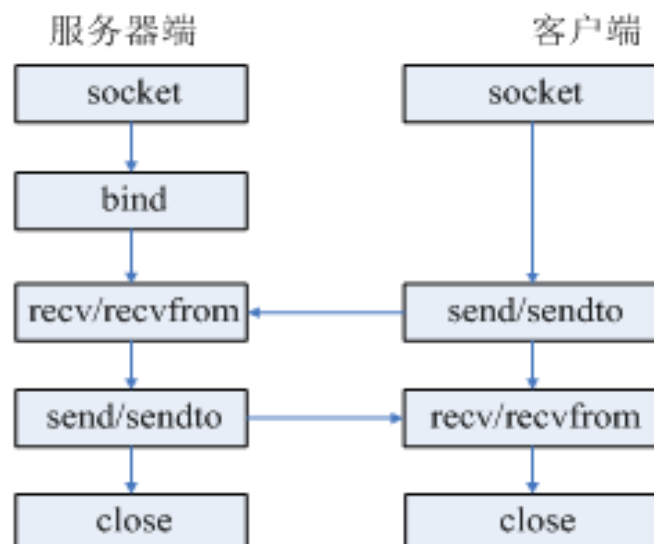 服务器端 客户端
socket socket
bind
recv/recvfrom send/sendto
send/sendto recv/recvfrom
close close